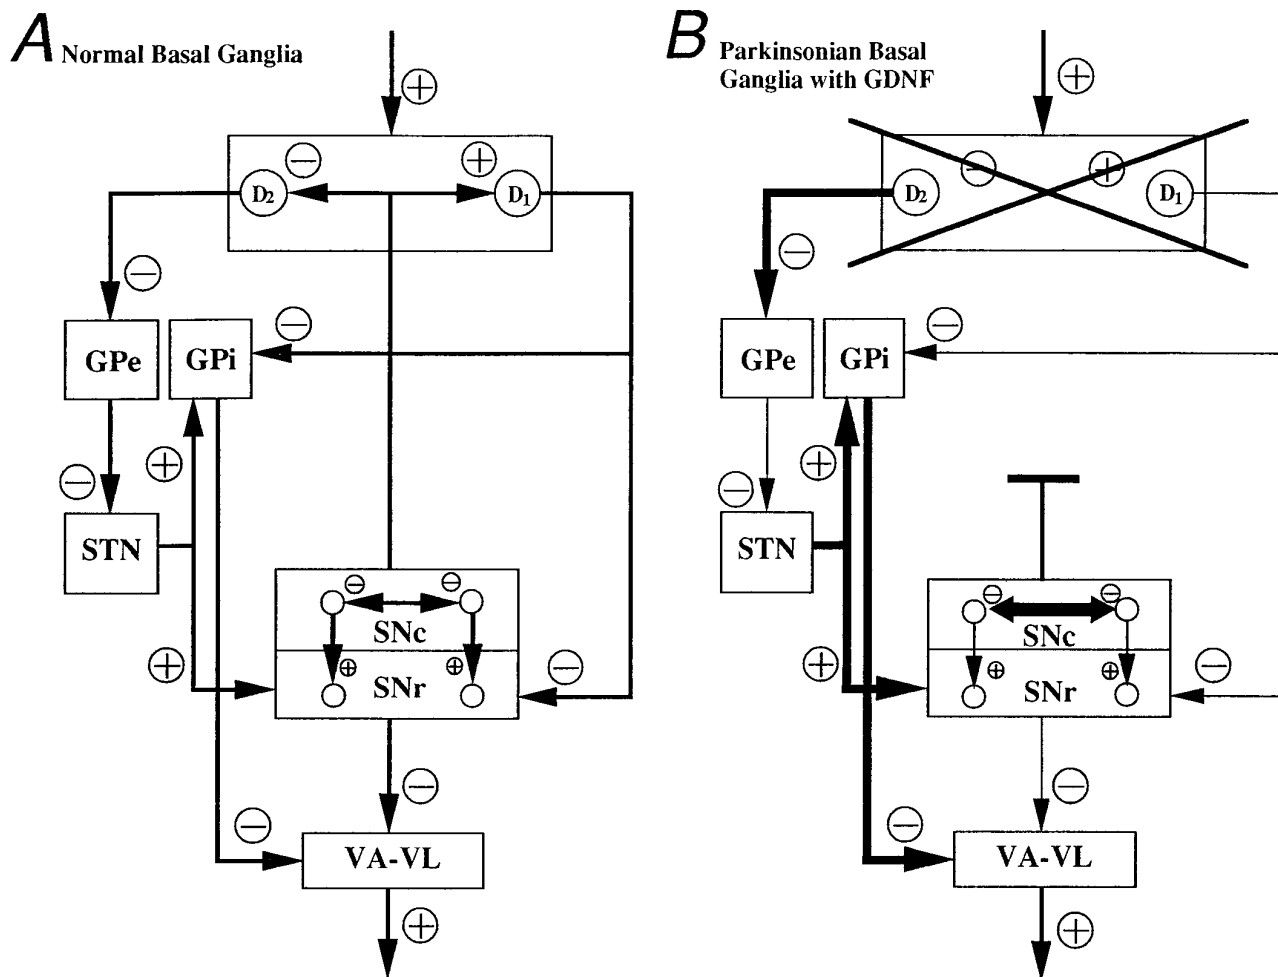 A Normal Basal Ganglia
+
− +
D2 D1
−
−
GPe GPi
+
−
STN
− −
SNc
+ +
+ −
SNr
−
−
VA-VL
+
B Parkinsonian Basal
Ganglia with GDNF
+
− +
D2 D1
−
−
GPe GPi
+
−
STN
− −
SNc
+ −
+ +
SNr
−
−
VA-VL
+